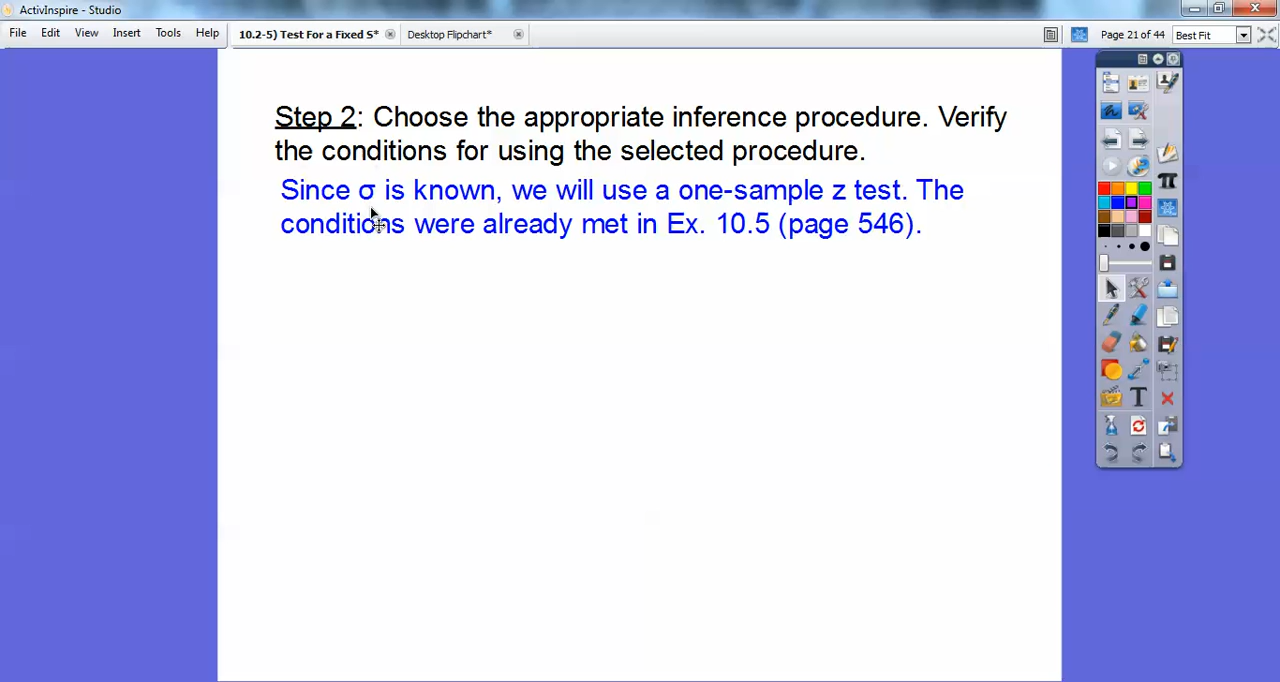 ActivInspire - Studio
File Edit View Insert Tools Help 10.2-5) Test For a Fixed S* Desktop Flipchart* Page 21 of 44 Best Fit
Step 2: Choose the appropriate inference procedure. Verify
the conditions for using the selected procedure.
Since σ is known, we will use a one-sample z test. The
conditions were already met in Ex. 10.5 (page 546).